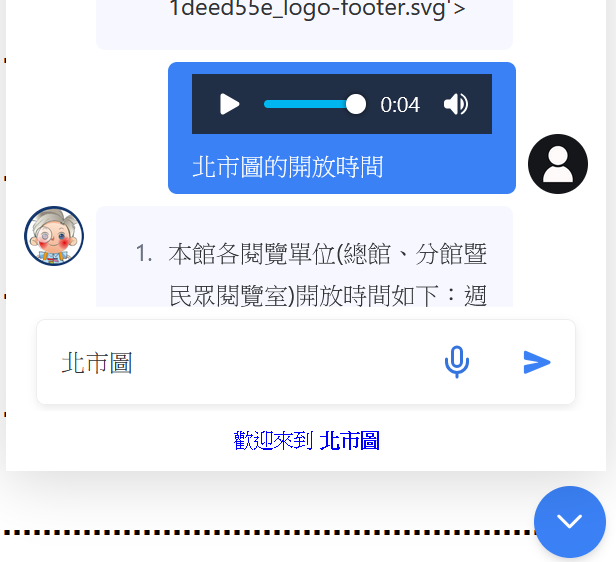 1deed55e_logo-footer.svg'>
0:04
北市圖的開放時間
1. 本館各閱覽單位(總館、分館暨
民眾閱覽室)開放時間如下：週
北市圖
歡迎來到 北市圖